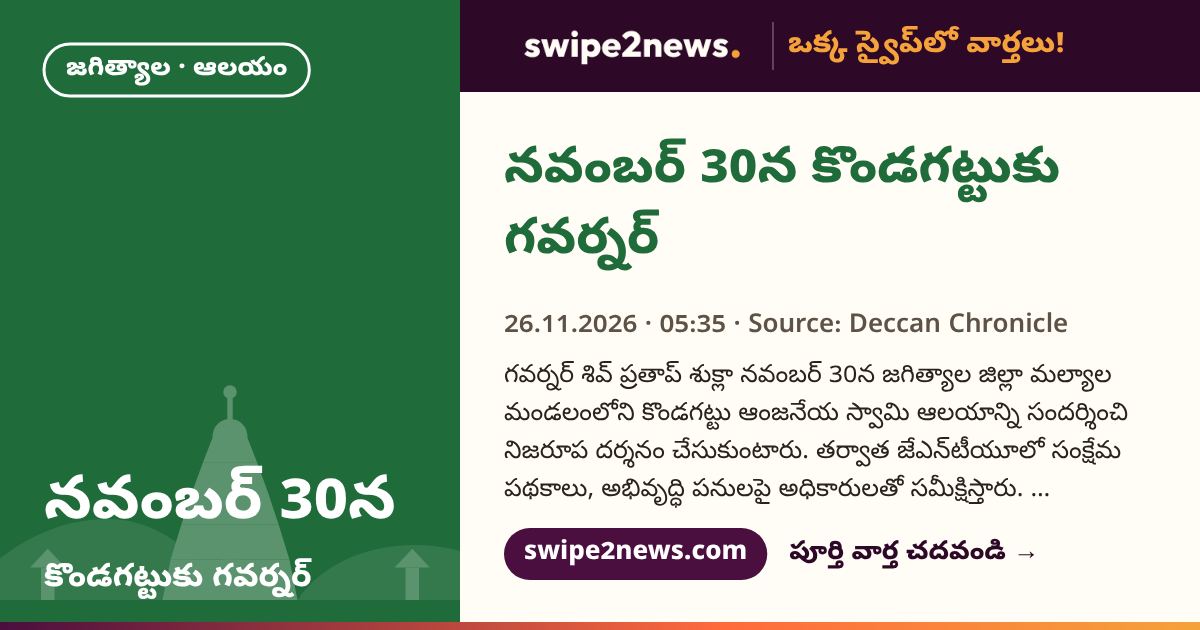 జగిత్యాల · ఆలయం
నవంబర్ 30న
కొండగట్టుకు గవర్నర్
swipe2news.
ఒక్క స్వైప్‌లో వార్తలు!
నవంబర్ 30న కొండగట్టుకు
గవర్నర్
26.11.2026 · 05:35 · Source: Deccan Chronicle
గవర్నర్ శివ్ ప్రతాప్ శుక్లా నవంబర్ 30న జగిత్యాల జిల్లా మల్యాల
మండలంలోని కొండగట్టు ఆంజనేయ స్వామి ఆలయాన్ని సందర్శించి
నిజరూప దర్శనం చేసుకుంటారు. తర్వాత జేఎన్‌టీయూలో సంక్షేమ
పథకాలు, అభివృద్ధి పనులపై అధికారులతో సమీక్షిస్తారు. ...
swipe2news.com
పూర్తి వార్త చదవండి →